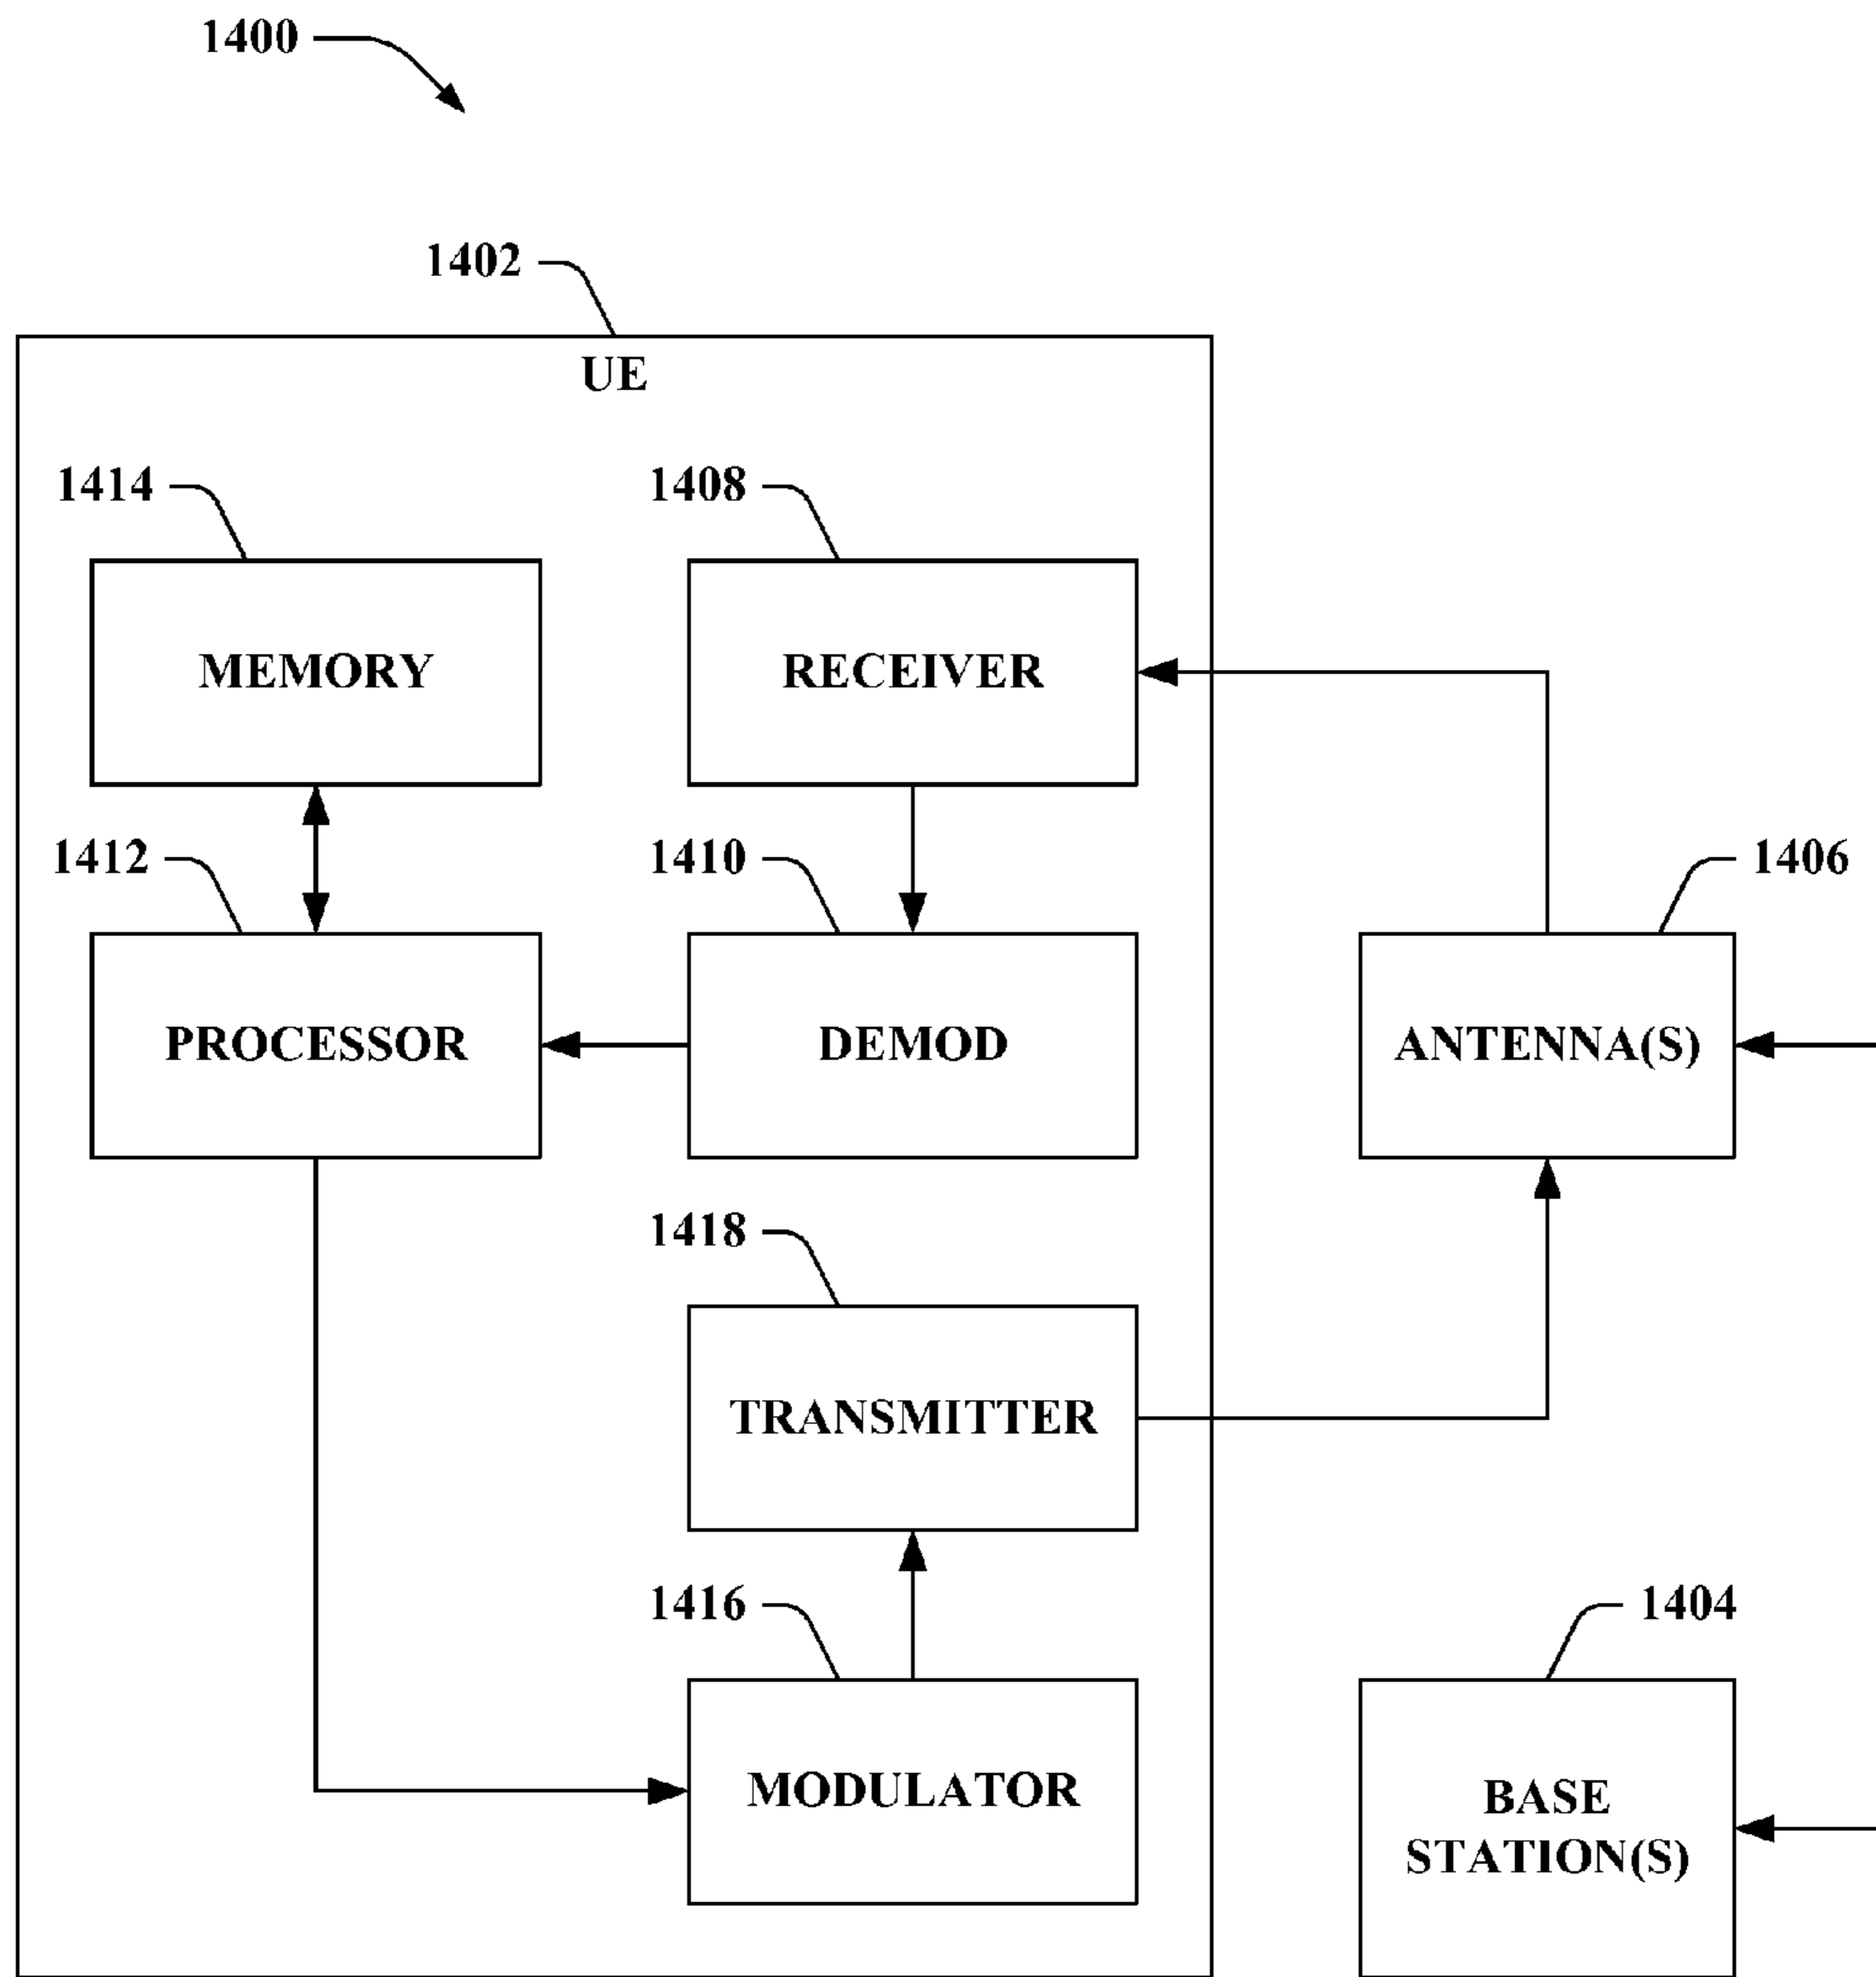 1400
1402
UE
1414
1408
MEMORY
RECEIVER
1412
1410
1406
PROCESSOR
DEMOD
ANTENNA(S)
1418
TRANSMITTER
1416
1404
MODULATOR
BASE
STATION(S)